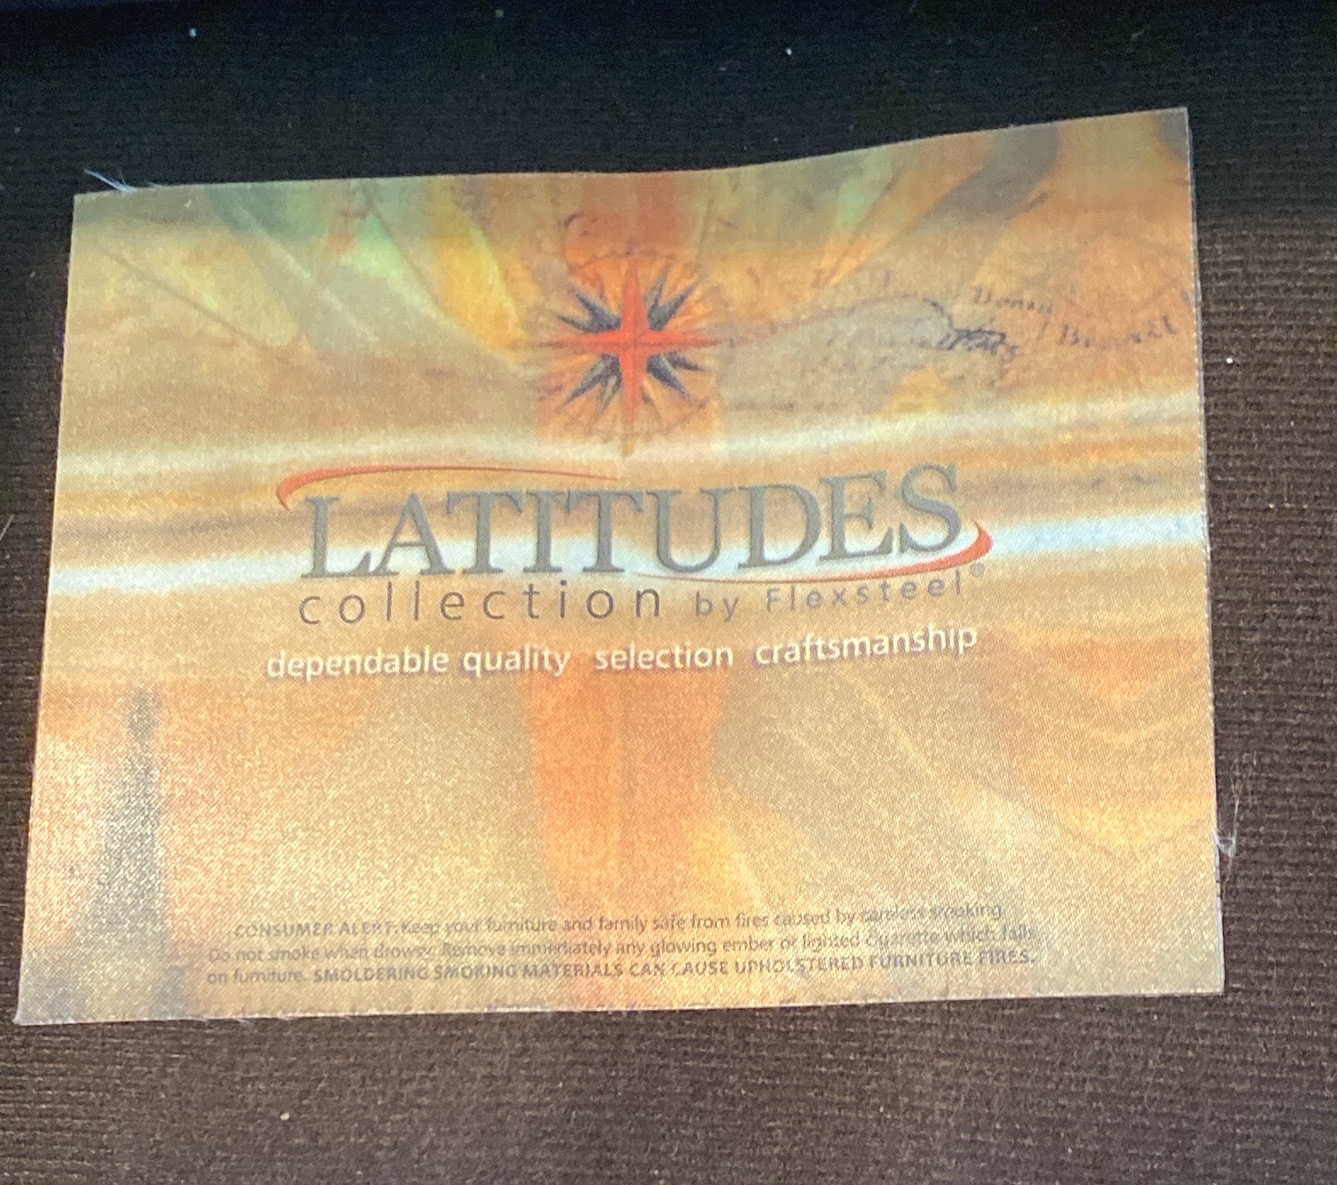 LATITUDES
collection by Flexsteel®
dependable quality selection craftsmanship
CONSUMER ALERT: Keep your furniture and family safe from fires caused by careless smoking.
Do not smoke when drowsy. Remove immediately any glowing ember or lighted cigarette which falls
on furniture. SMOLDERING SMOKING MATERIALS CAN CAUSE UPHOLSTERED FURNITURE FIRES.